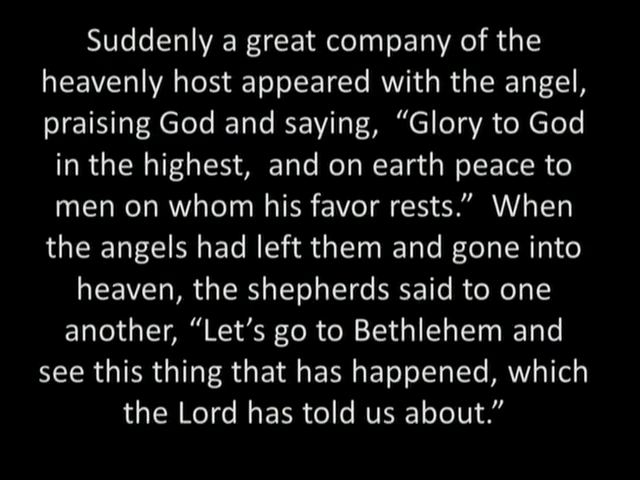 Suddenly a great company of the
heavenly host appeared with the angel,
praising God and saying,  “Glory to God
in the highest,  and on earth peace to
men on whom his favor rests.”  When
the angels had left them and gone into
heaven, the shepherds said to one
another, “Let’s go to Bethlehem and
see this thing that has happened, which
the Lord has told us about.”